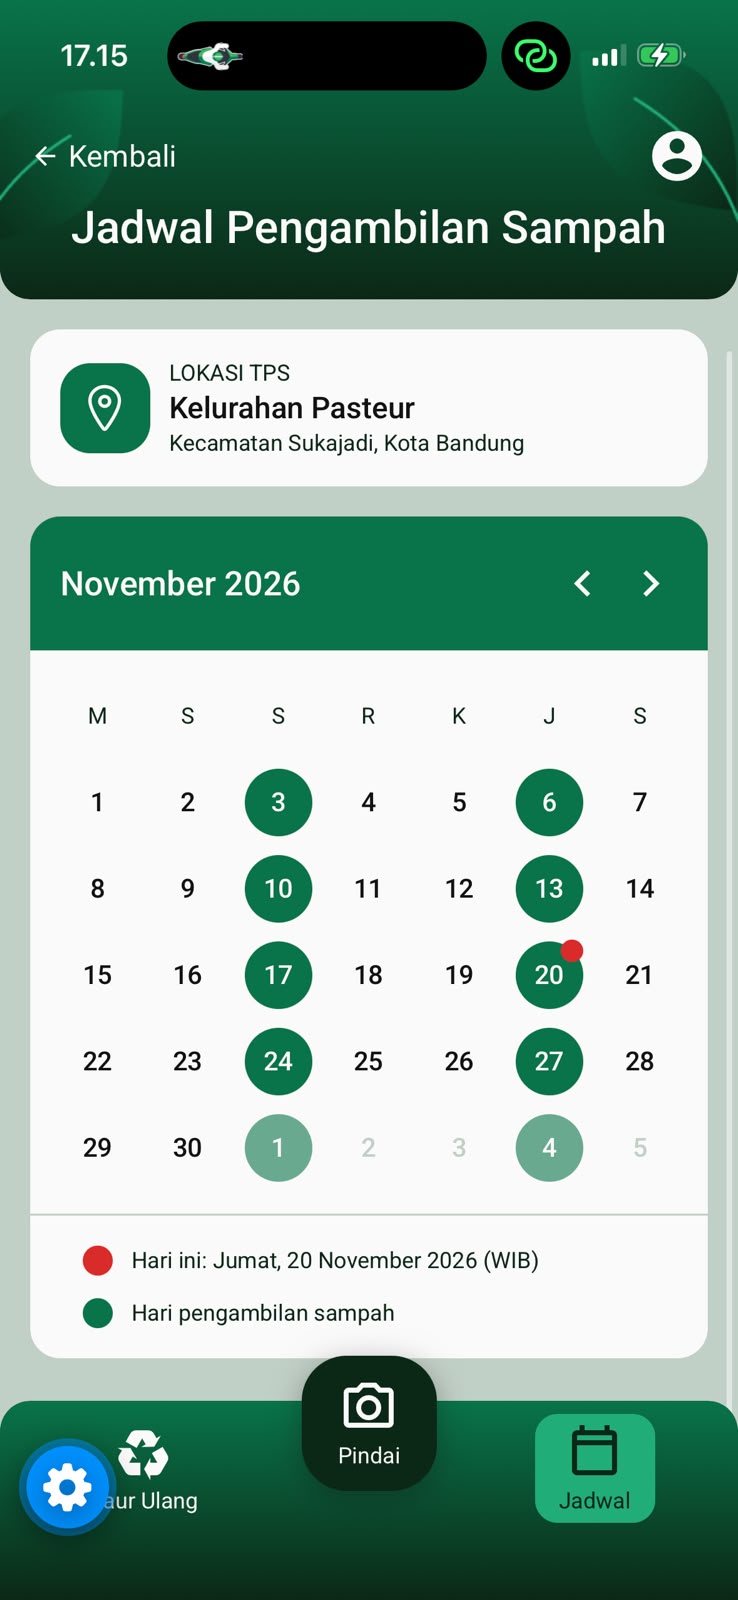 17.15
Kembali
Jadwal Pengambilan Sampah
LOKASI TPS
Kelurahan Pasteur
Kecamatan Sukajadi, Kota Bandung
November 2026
M S S R K J S
1 2 3 4 5 6 7
8 9 10 11 12 13 14
15 16 17 18 19 20 21
22 23 24 25 26 27 28
29 30 1 2 3 4 5
Hari ini: Jumat, 20 November 2026 (WIB)
Hari pengambilan sampah
Pindai
aur Ulang
Jadwal